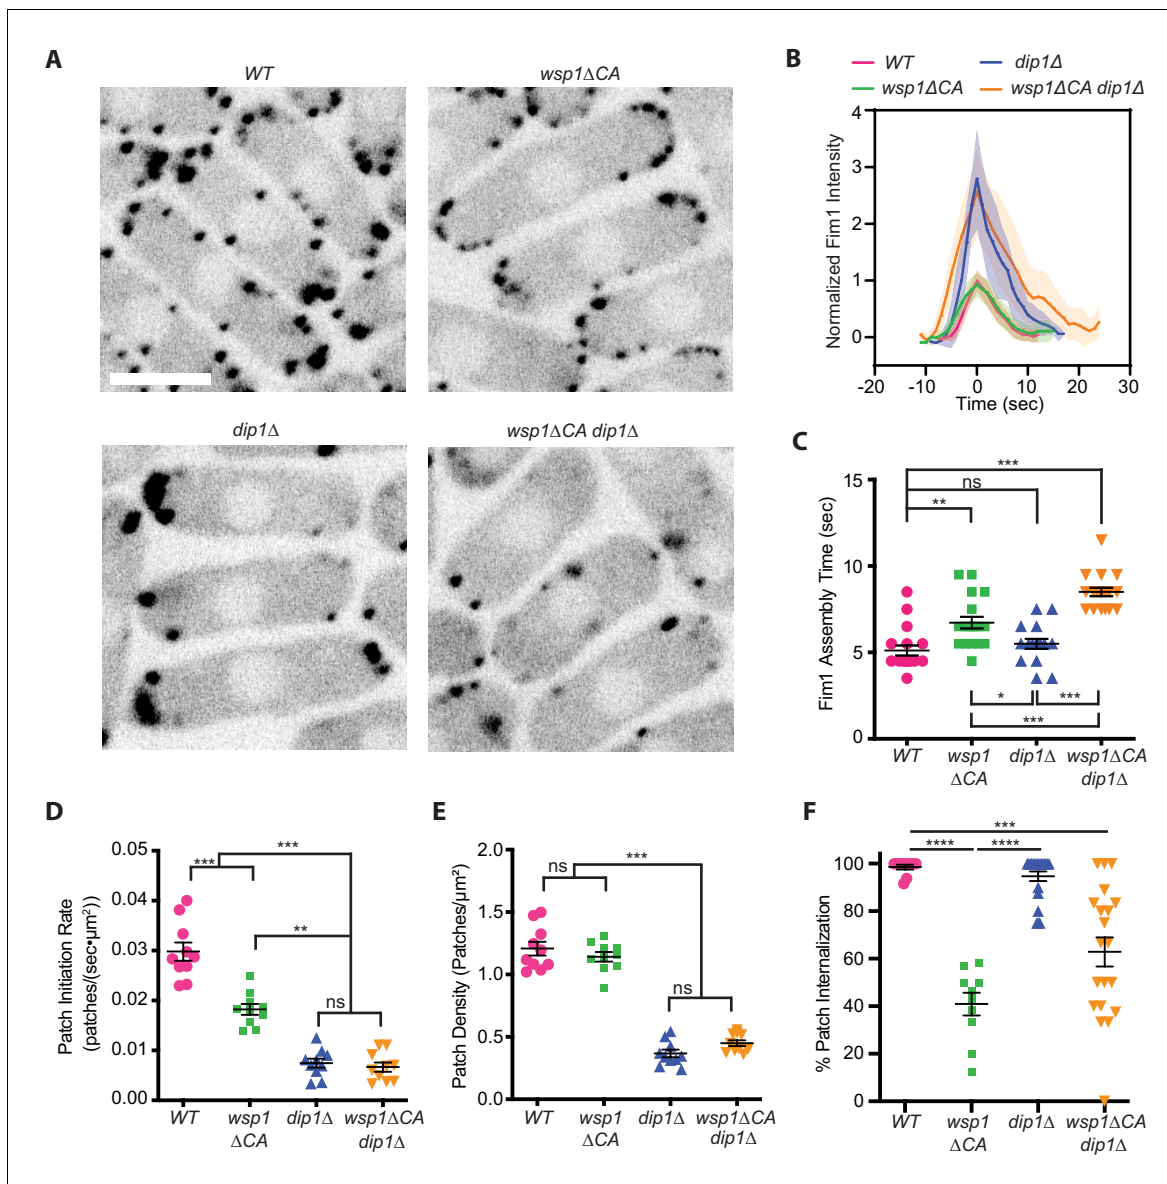 A
WT
wsp1ΔCA
dip1Δ
wsp1ΔCA dip1Δ
B
WT
dip1Δ
wsp1ΔCA
wsp1ΔCA dip1Δ
Normalized Fim1 Intensity
4
3
2
1
0
-20
-10
0
10
20
30
Time (sec)
C
Fim1 Assembly Time (sec)
15
10
5
0
***
ns
**
*
***
***
WT
wsp1
ΔCA
dip1Δ
wsp1ΔCA
dip1Δ
D
Patch Initiation Rate
(patches/(sec•µm²))
0.05
0.04
0.03
0.02
0.01
0.00
***
***
**
ns
WT
wsp1
ΔCA
dip1Δ
wsp1ΔCA
dip1Δ
E
Patch Density (Patches/µm²)
2.0
1.5
1.0
0.5
0.0
ns
***
ns
WT
wsp1
ΔCA
dip1Δ
wsp1ΔCA
dip1Δ
F
% Patch Internalization
100
80
60
40
20
0
***
****
****
WT
wsp1
ΔCA
dip1Δ
wsp1ΔCA
dip1Δ